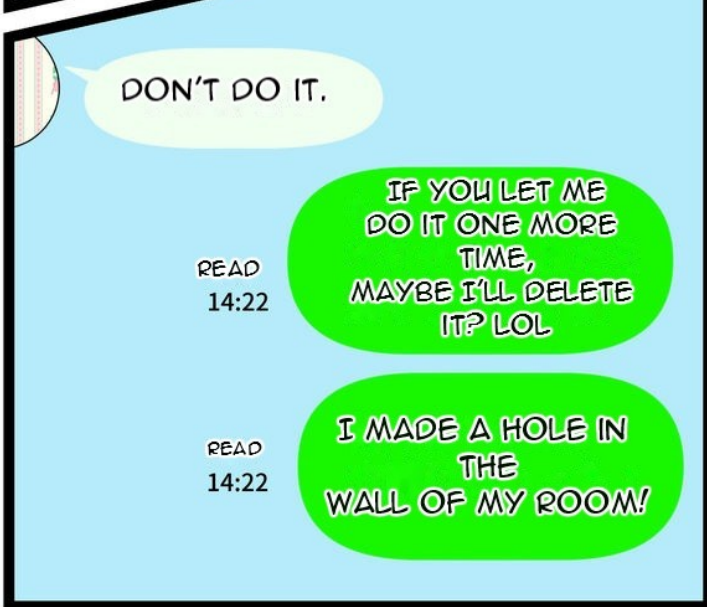 DON'T DO IT.
IF YOU LET ME
DO IT ONE MORE
TIME,
MAYBE I'LL DELETE
IT? LOL
READ
14:22
I MADE A HOLE IN
THE
WALL OF MY ROOM!
READ
14:22